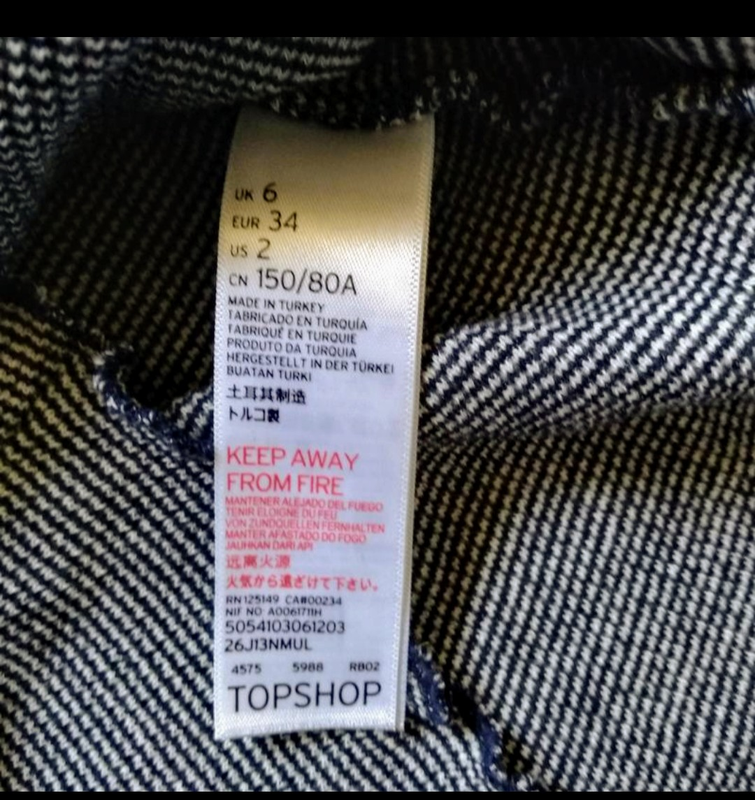 UK 6
EUR 34
US 2
CN 150/80A
MADE IN TURKEY
FABRICADO EN TURQUÍA
FABRIQUÉ EN TURQUIE
PRODUTO DA TURQUIA
HERGESTELLT IN DER TÜRKEI
BUATAN TURKI
土耳其制造
トルコ製
KEEP AWAY
FROM FIRE
MANTENER ALEJADO DEL FUEGO
TENIR ELOIGNE DU FEU
VON ZUNDQUELLEN FERNHALTEN
MANTER AFASTADO DO FOGO
JAUHKAN DARI API
远离火源
火気から遠ざけて下さい。
RN 125149 CA#00234
NIF NO A0061711H
5054103061203
26J13NMUL
4575 5988 RB02
TOPSHOP